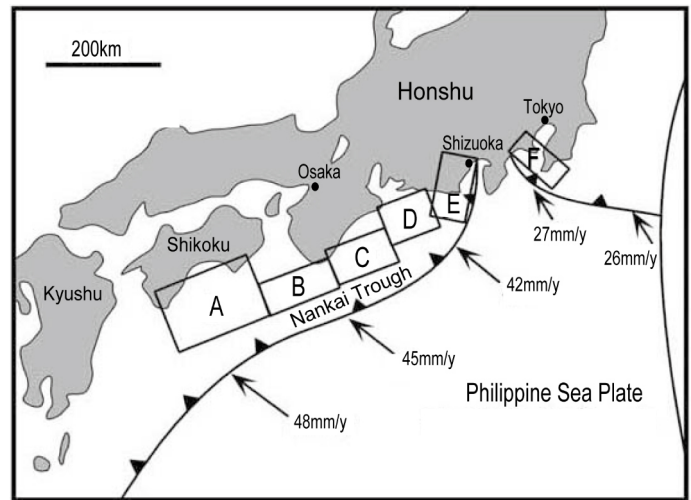 200km
Honshu
Tokyo
Shizuoka
F
Osaka
E
D
Shikoku
C
27mm/y
26mm/y
Kyushu
A
B
Nankai Trough
42mm/y
45mm/y
Philippine Sea Plate
48mm/y